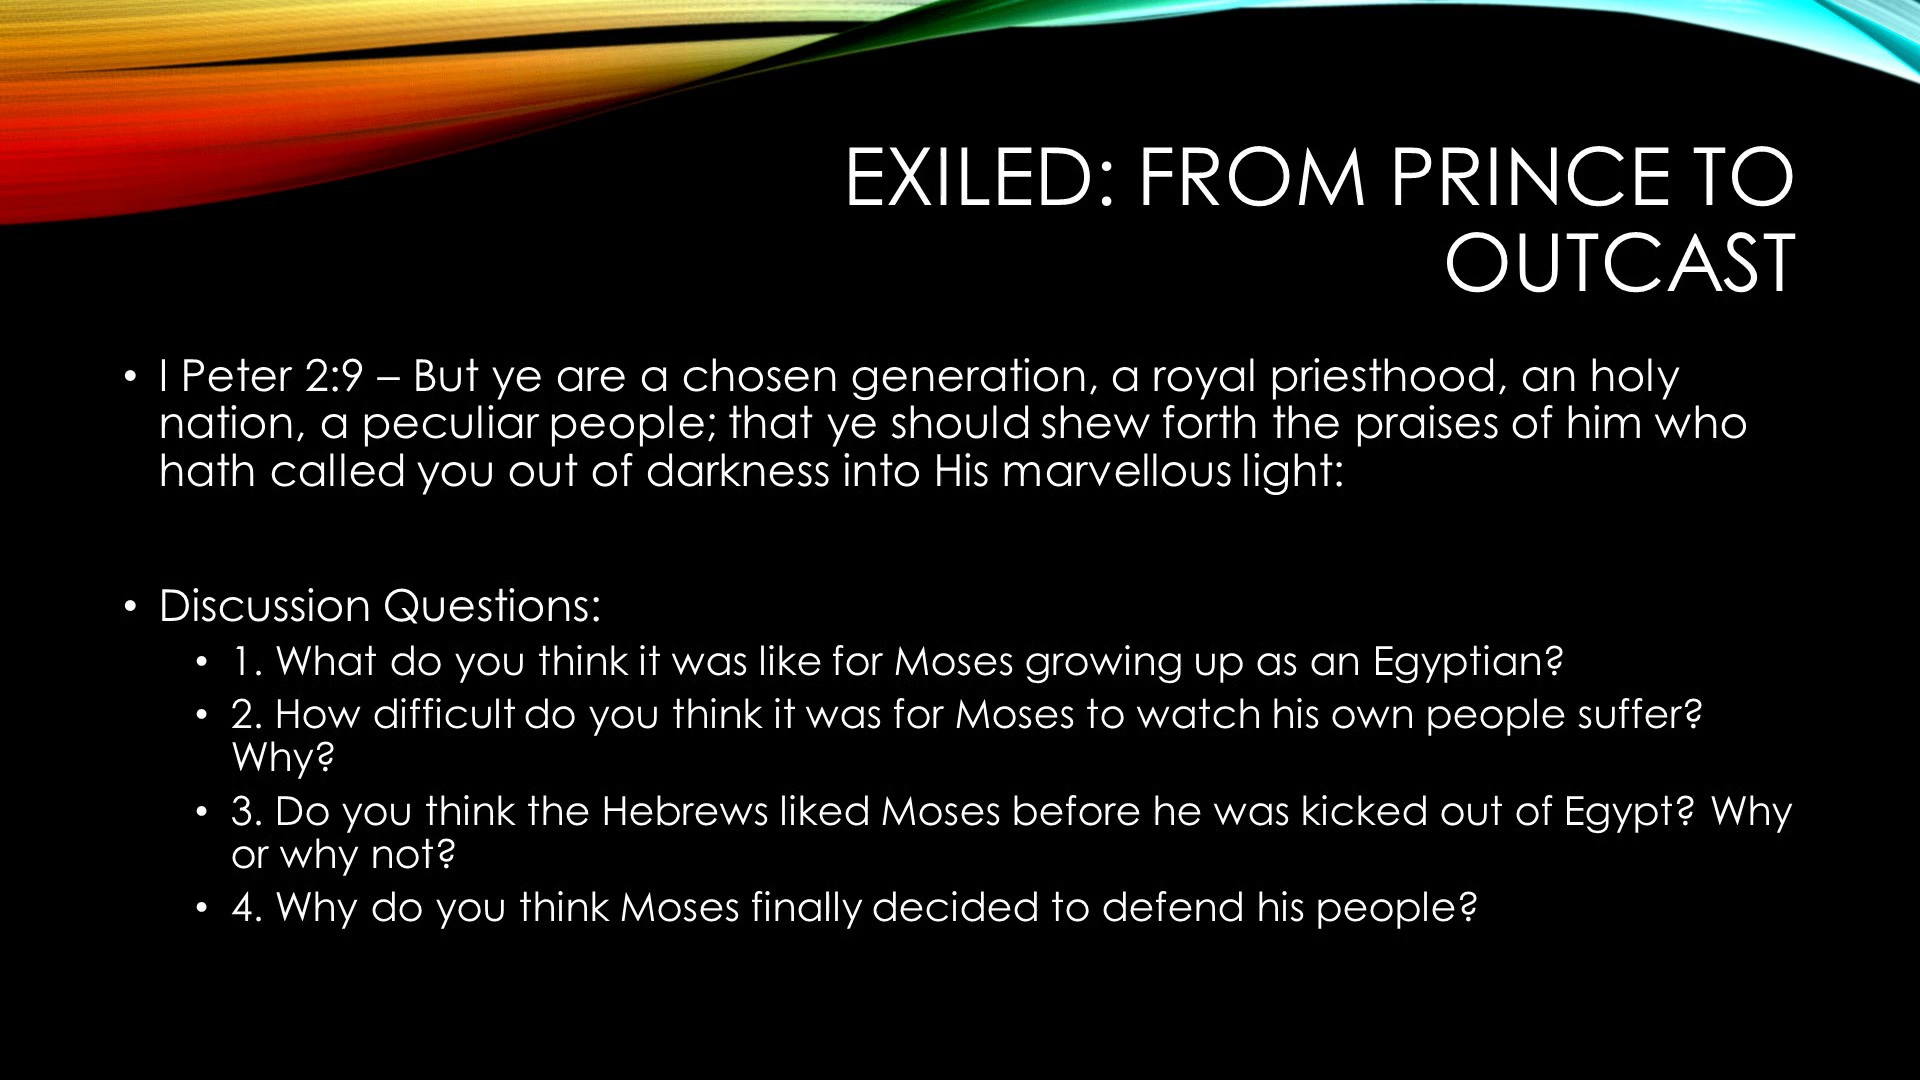 EXILED: FROM PRINCE TO
OUTCAST
• I Peter 2:9 – But ye are a chosen generation, a royal priesthood, an holy
nation, a peculiar people; that ye should shew forth the praises of him who
hath called you out of darkness into His marvellous light:
• Discussion Questions:
• 1. What do you think it was like for Moses growing up as an Egyptian?
• 2. How difficult do you think it was for Moses to watch his own people suffer?
Why?
• 3. Do you think the Hebrews liked Moses before he was kicked out of Egypt? Why
or why not?
• 4. Why do you think Moses finally decided to defend his people?